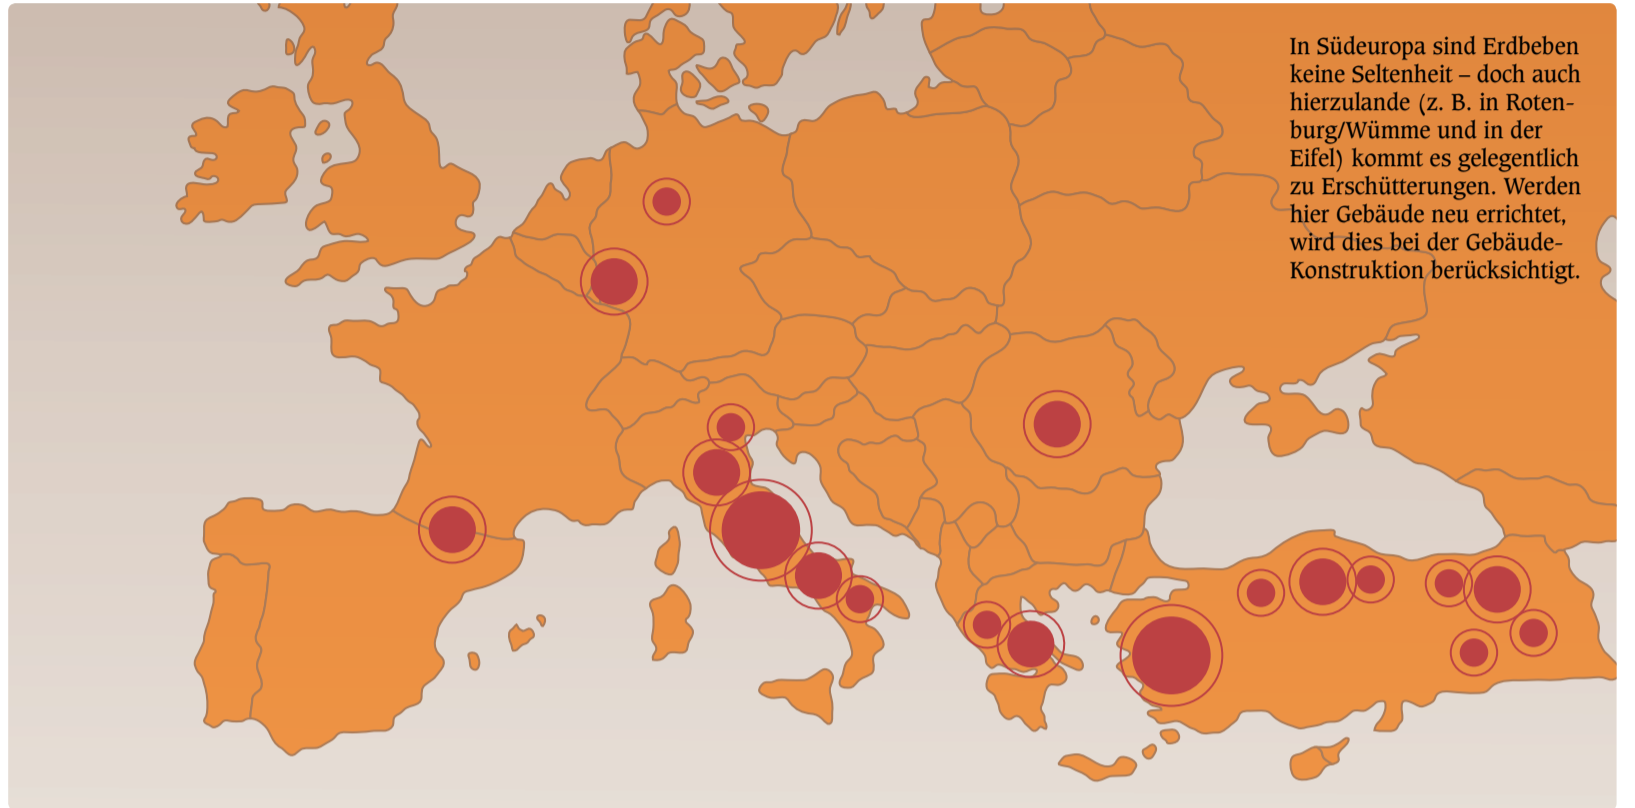 In Südeuropa sind Erdbeben
keine Seltenheit – doch auch
hierzulande (z. B. in Roten-
burg/Wümme und in der
Eifel) kommt es gelegentlich
zu Erschütterungen. Werden
hier Gebäude neu errichtet,
wird dies bei der Gebäude-
Konstruktion berücksichtigt.